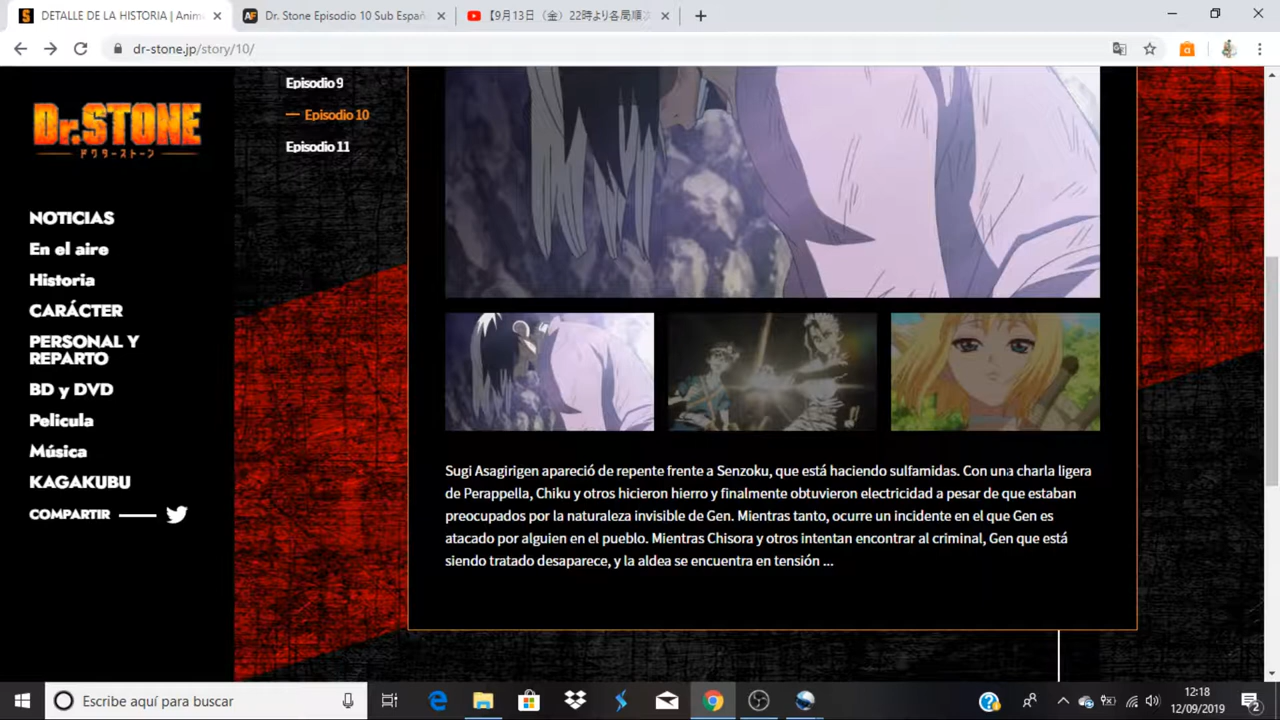 DETALLE DE LA HISTORIA | Anim
Dr. Stone Episodio 10 Sub Españ
【9月13日（金）22時より各局順次
dr-stone.jp/story/10/
Dr.STONE
ドクターストーン
NOTICIAS
En el aire
Historia
CARÁCTER
PERSONAL Y
REPARTO
BD y DVD
Pelicula
Música
KAGAKUBU
COMPARTIR
Episodio 9
Episodio 10
Episodio 11
Sugi Asagirigen apareció de repente frente a Senzoku, que está haciendo sulfamidas. Con una charla ligera
de Perappella, Chiku y otros hicieron hierro y finalmente obtuvieron electricidad a pesar de que estaban
preocupados por la naturaleza invisible de Gen. Mientras tanto, ocurre un incidente en el que Gen es
atacado por alguien en el pueblo. Mientras Chisora y otros intentan encontrar al criminal, Gen que está
siendo tratado desaparece, y la aldea se encuentra en tensión ...
Escribe aquí para buscar
12:18
12/09/2019
2